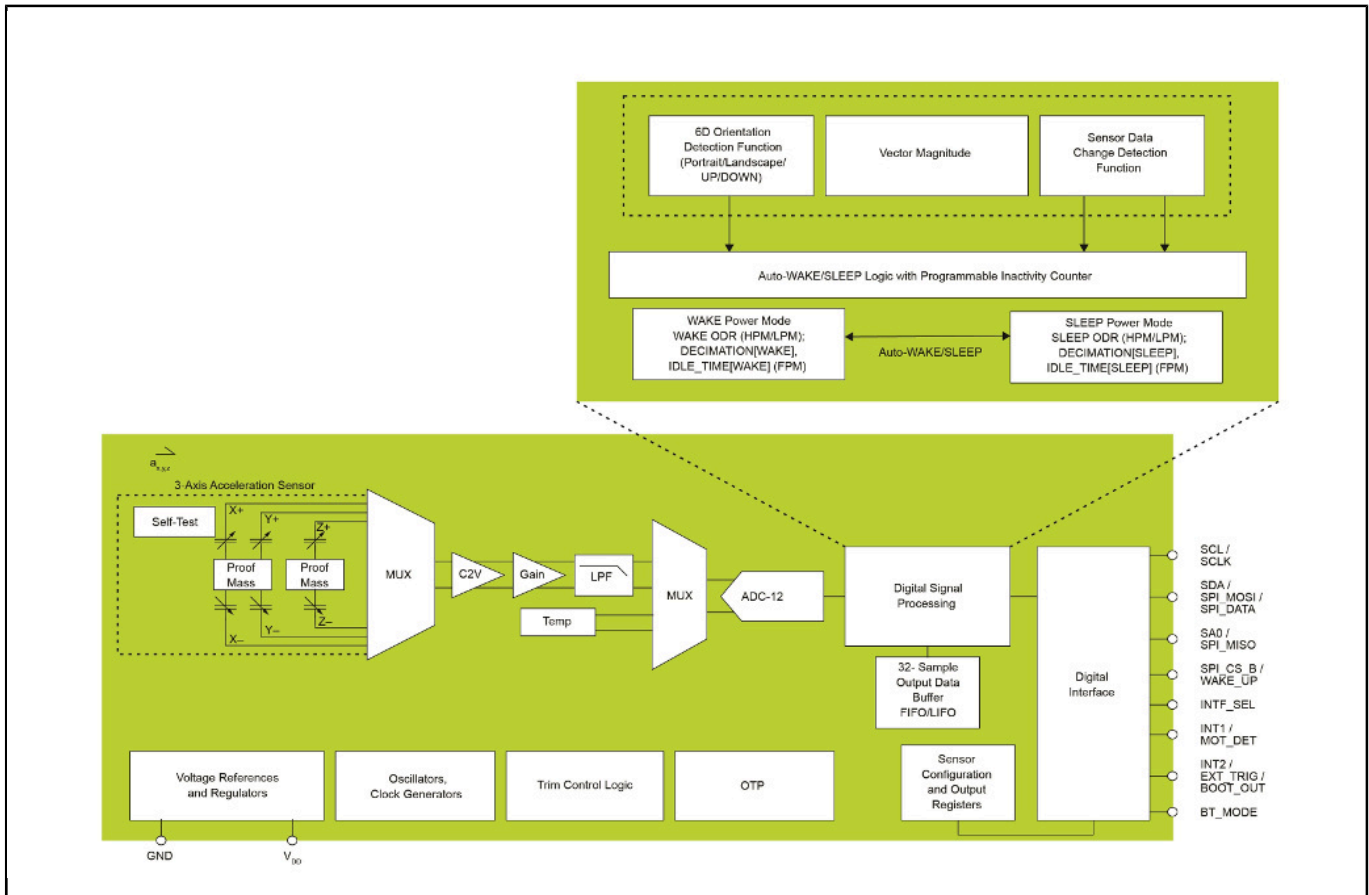 6D Orientation
Detection Function
(Portrait/Landscape/
UP/DOWN)
Vector Magnitude
Sensor Data
Change Detection
Function
Auto-WAKE/SLEEP Logic with Programmable Inactivity Counter
WAKE Power Mode
WAKE ODR (HPM/LPM);
DECIMATION[WAKE],
IDLE_TIME[WAKE] (FPM)
Auto-WAKE/SLEEP
SLEEP Power Mode
SLEEP ODR (HPM/LPM);
DECIMATION[SLEEP],
IDLE_TIME[SLEEP] (FPM)
a x,y,z
3-Axis Acceleration Sensor
Self-Test
X+
Y+
Z+
Proof
Mass
Proof
Mass
X–
Y–
Z–
MUX
C2V
Gain
LPF
Temp
MUX
ADC-12
Digital Signal
Processing
32- Sample
Output Data
Buffer
FIFO/LIFO
Digital
Interface
Sensor
Configuration
and Output
Registers
SCL /
SCLK
SDA /
SPI_MOSI /
SPI_DATA
SA0 /
SPI_MISO
SPI_CS_B /
WAKE_UP
INTF_SEL
INT1 /
MOT_DET
INT2 /
EXT_TRIG /
BOOT_OUT
BT_MODE
Voltage References
and Regulators
Oscillators,
Clock Generators
Trim Control Logic
OTP
GND
VDD